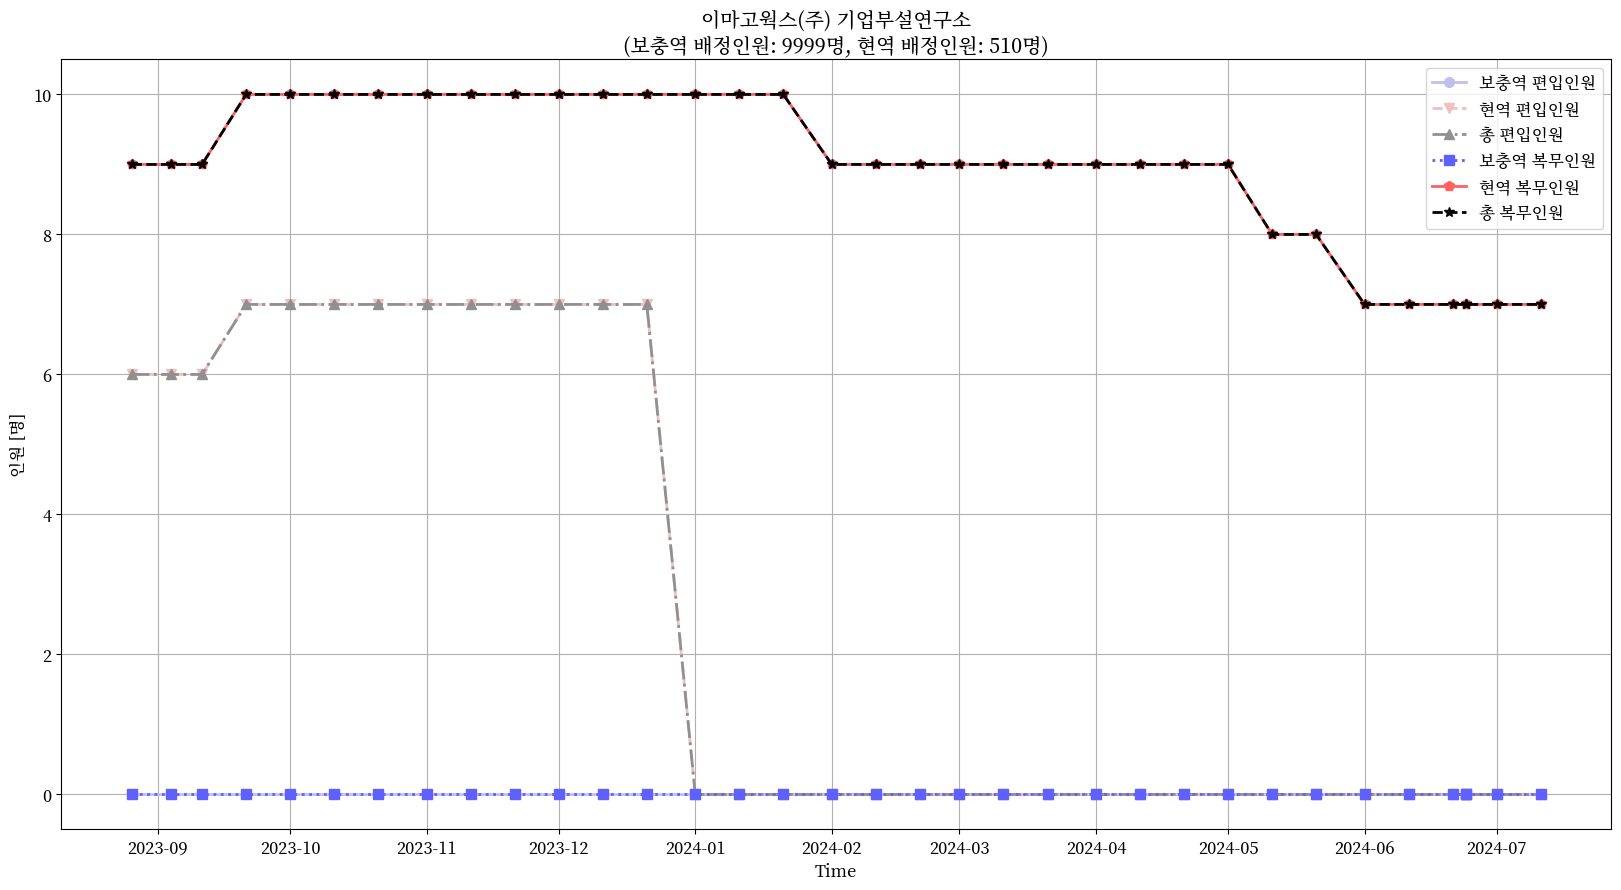 이마고웍스(주) 기업부설연구소
(보충역 배정인원: 9999명, 현역 배정인원: 510명)
보충역 편입인원
현역 편입인원
총 편입인원
보충역 복무인원
현역 복무인원
총 복무인원
인원 [명]
10
8
6
4
2
0
2023-09
2023-10
2023-11
2023-12
2024-01
2024-02
2024-03
2024-04
2024-05
2024-06
2024-07
Time